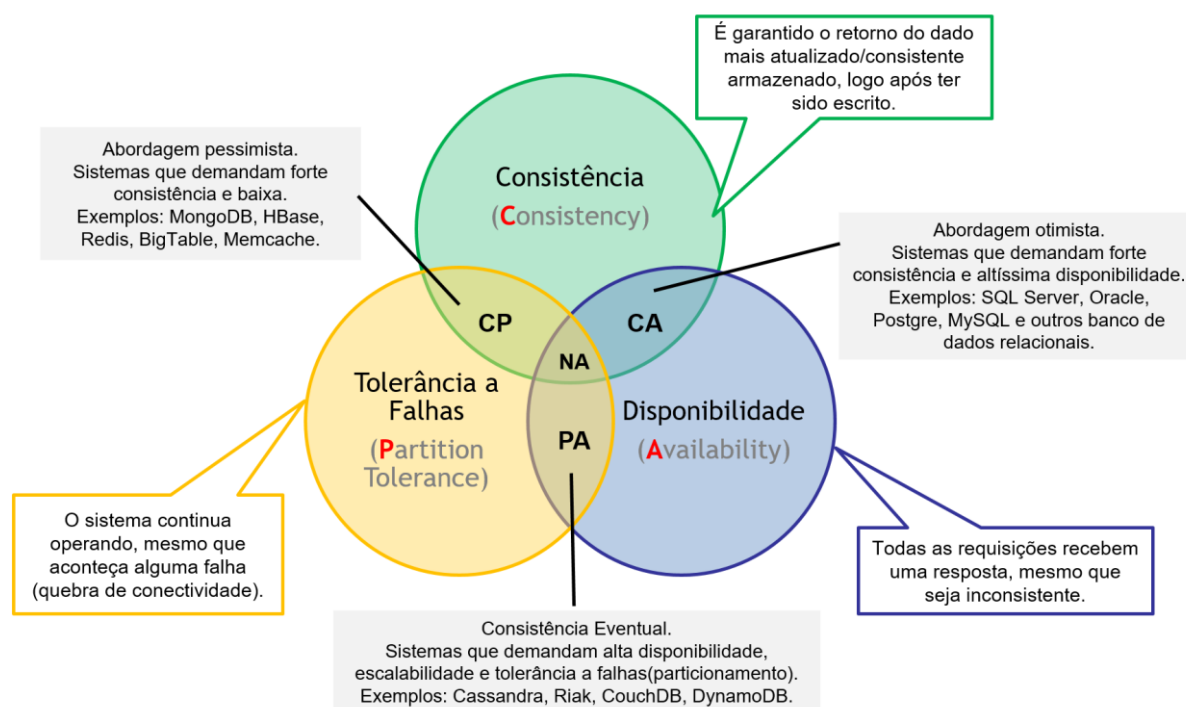 É garantido o retorno do dado
mais atualizado/consistente
armazenado, logo após ter
sido escrito.
Abordagem pessimista.
Sistemas que demandam forte
consistência e baixa.
Exemplos: MongoDB, HBase,
Redis, BigTable, Memcache.
Consistência
(Consistency)
Abordagem otimista.
Sistemas que demandam forte
consistência e altíssima disponibilidade.
Exemplos: SQL Server, Oracle,
Postgre, MySQL e outros banco de
dados relacionais.
CP
CA
NA
Tolerância a
Falhas
(Partition
Tolerance)
PA
Disponibilidade
(Availability)
O sistema continua
operando, mesmo que
aconteça alguma falha
(quebra de conectividade).
Todas as requisições recebem
uma resposta, mesmo que
seja inconsistente.
Consistência Eventual.
Sistemas que demandam alta disponibilidade,
escalabilidade e tolerância a falhas(particionamento).
Exemplos: Cassandra, Riak, CouchDB, DynamoDB.